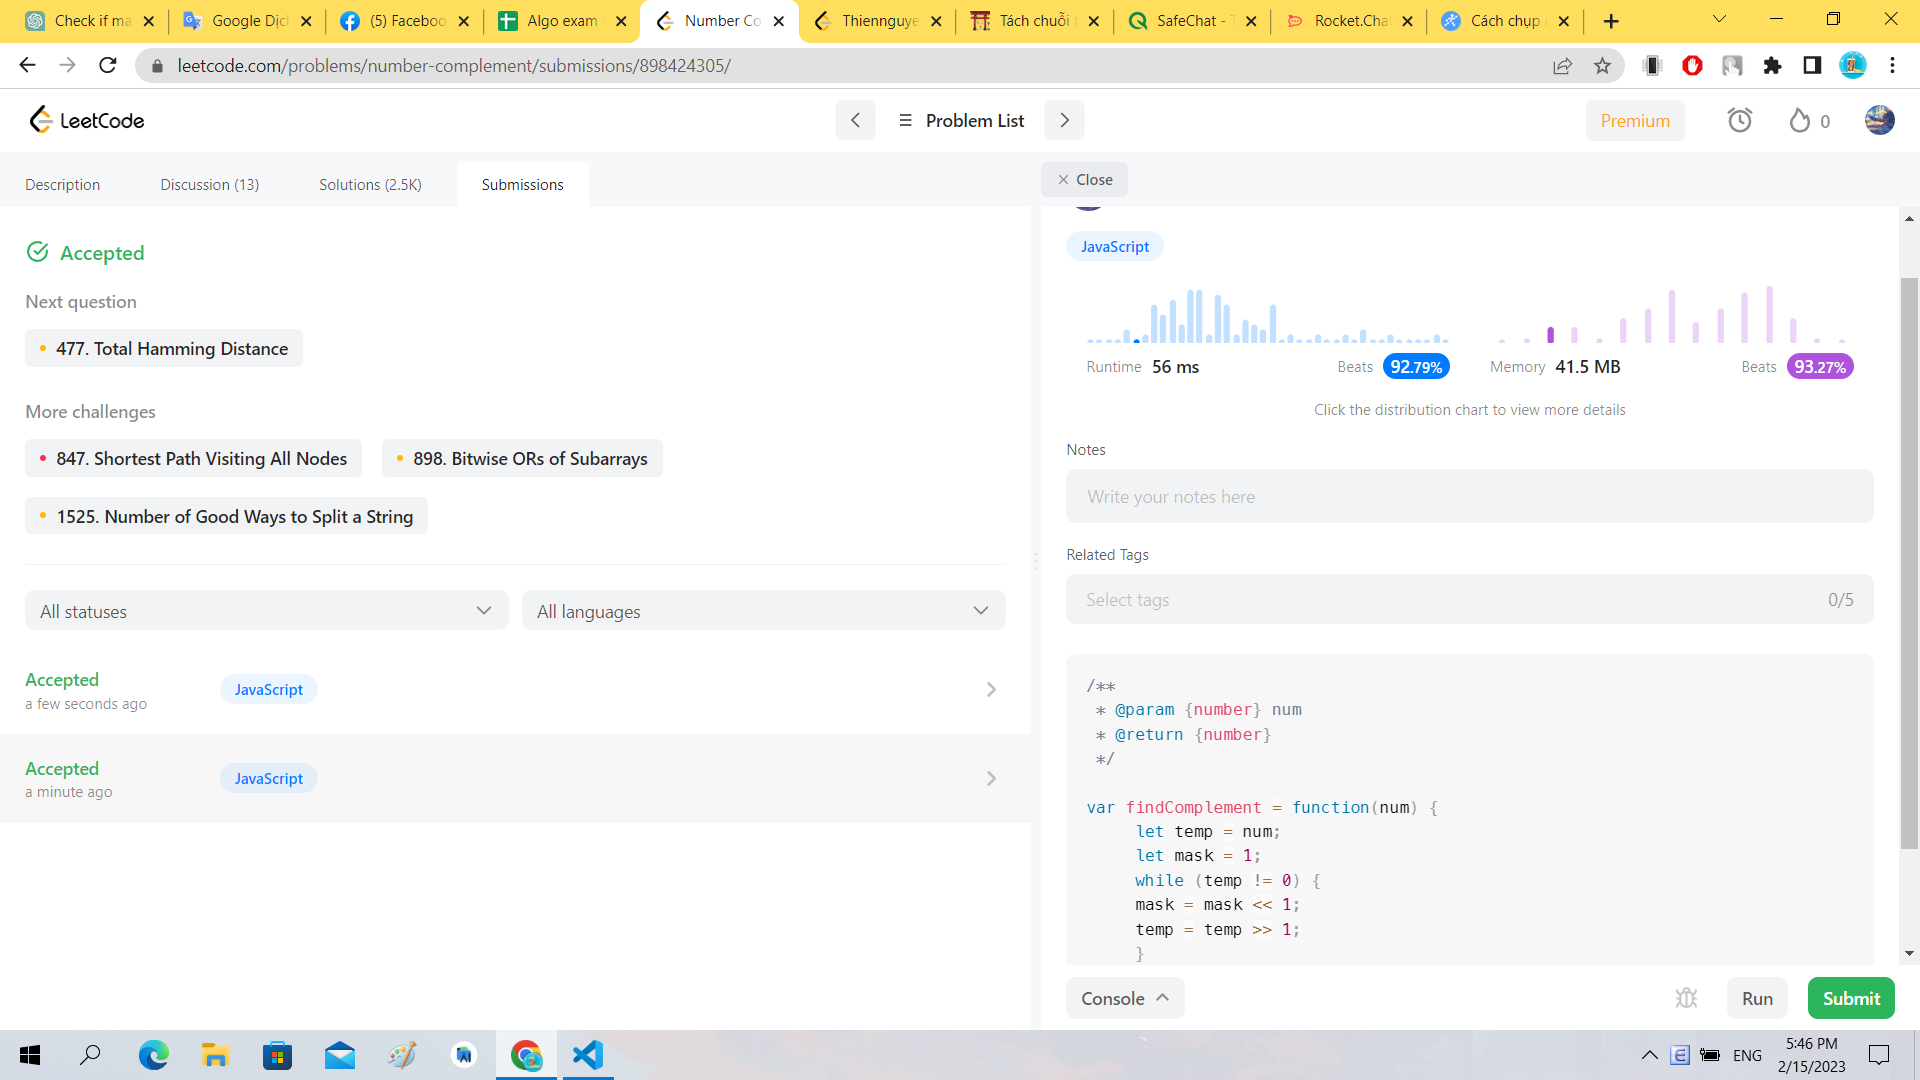 Check if ma
Google Dịch
(5) Faceboo
Algo exam
Number Co
Thiennguye
Tách chuỗi
SafeChat -
Rocket.Cha
Cách chụp
leetcode.com/problems/number-complement/submissions/898424305/
LeetCode
Problem List
Premium
0
Description
Discussion (13)
Solutions (2.5K)
Submissions
Close
Accepted
Next question
477. Total Hamming Distance
More challenges
847. Shortest Path Visiting All Nodes
898. Bitwise ORs of Subarrays
1525. Number of Good Ways to Split a String
All statuses
All languages
Accepted
a few seconds ago
JavaScript
Accepted
a minute ago
JavaScript
JavaScript
Runtime 56 ms
Beats 92.79%
Memory 41.5 MB
Beats 93.27%
Click the distribution chart to view more details
Notes
Write your notes here
Related Tags
Select tags
0/5
/**
* @param {number} num
* @return {number}
*/
var findComplement = function(num) {
let temp = num;
let mask = 1;
while (temp != 0) {
mask = mask << 1;
temp = temp >> 1;
}
Console
Run
Submit
ENG
5:46 PM
2/15/2023